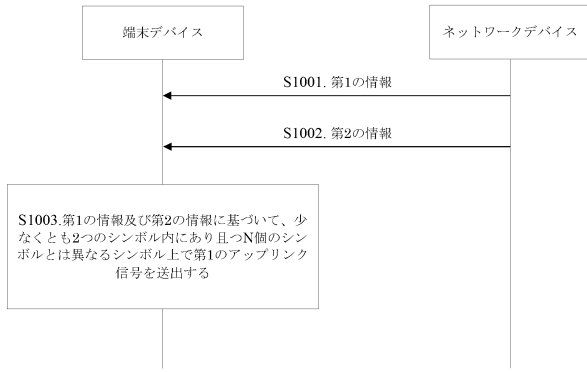 端末デバイス
ネットワークデバイス
S1001. 第1の情報
S1002. 第2の情報
S1003.第1の情報及び第2の情報に基づいて、少
なくとも2つのシンボル内にあり且つN個のシン
ボルとは異なるシンボル上で第1のアップリンク
信号を送出する